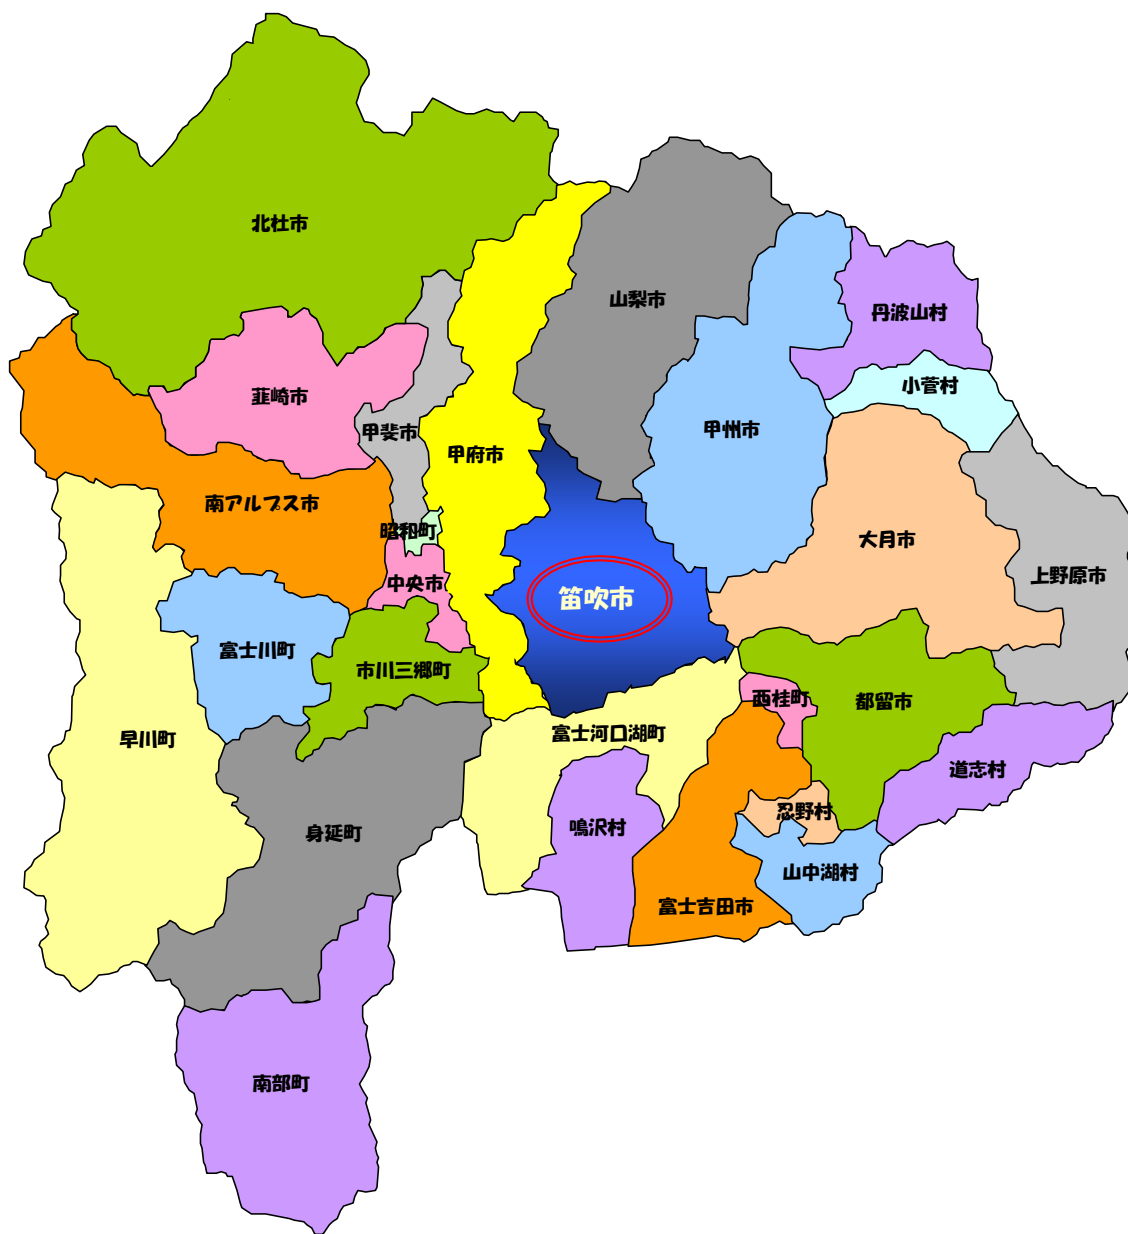 北杜市
山梨市
丹波山村
小菅村
韮崎市
甲斐市
甲州市
甲府市
南アルプス市
昭和町
大月市
上野原市
中央市
笛吹市
富士川町
市川三郷町
西桂町
都留市
早川町
富士河口湖町
道志村
鳴沢村
忍野村
身延町
山中湖村
富士吉田市
南部町